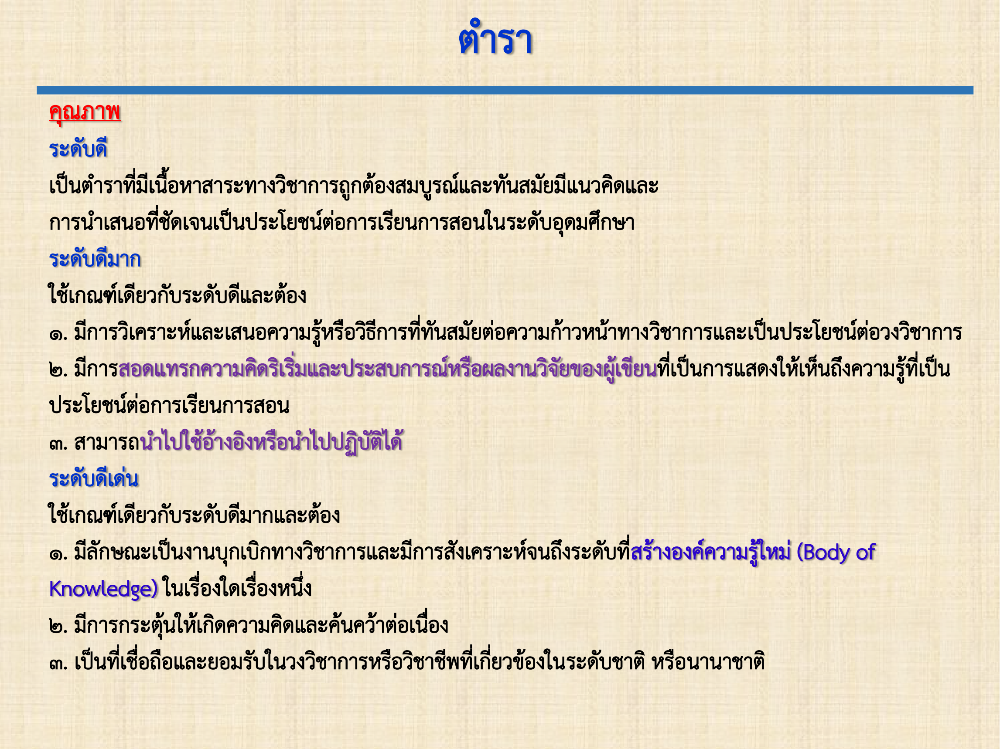 ตำรา
คุณภาพ
ระดับดี
เป็นตำราที่มีเนื้อหาสาระทางวิชาการถูกต้องสมบูรณ์และทันสมัยมีแนวคิดและ
การนำเสนอที่ชัดเจนเป็นประโยชน์ต่อการเรียนการสอนในระดับอุดมศึกษา
ระดับดีมาก
ใช้เกณฑ์เดียวกับระดับดีและต้อง
๑. มีการวิเคราะห์และเสนอความรู้หรือวิธีการที่ทันสมัยต่อความก้าวหน้าทางวิชาการและเป็นประโยชน์ต่อวงวิชาการ
๒. มีการสอดแทรกความคิดริเริ่มและประสบการณ์หรือผลงานวิจัยของผู้เขียนที่เป็นการแสดงให้เห็นถึงความรู้ที่เป็น
ประโยชน์ต่อการเรียนการสอน
๓. สามารถนำไปใช้อ้างอิงหรือนำไปปฏิบัติได้
ระดับดีเด่น
ใช้เกณฑ์เดียวกับระดับดีมากและต้อง
๑. มีลักษณะเป็นงานบุกเบิกทางวิชาการและมีการสังเคราะห์จนถึงระดับที่สร้างองค์ความรู้ใหม่ (Body of
Knowledge) ในเรื่องใดเรื่องหนึ่ง
๒. มีการกระตุ้นให้เกิดความคิดและค้นคว้าต่อเนื่อง
๓. เป็นที่เชื่อถือและยอมรับในวงวิชาการหรือวิชาชีพที่เกี่ยวข้องในระดับชาติ หรือนานาชาติ